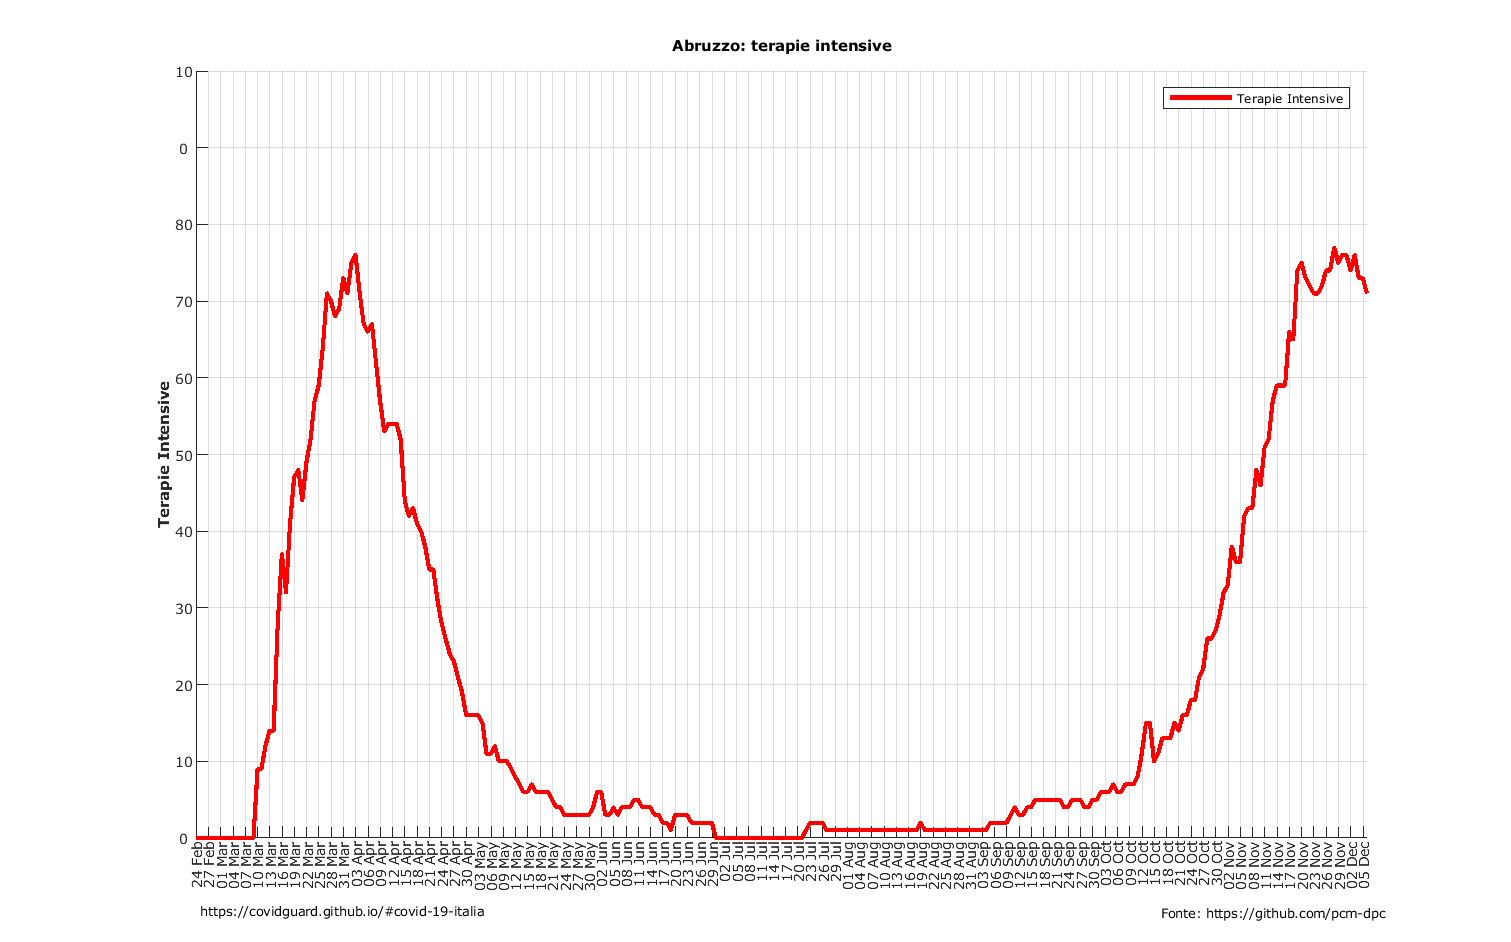 Abruzzo: terapie intensive
10
0
80
70
60
50
40
30
20
10
0
Terapie Intensive
Terapie Intensive
24 Feb
27 Feb
01 Mar
04 Mar
07 Mar
10 Mar
13 Mar
16 Mar
19 Mar
22 Mar
25 Mar
28 Mar
31 Mar
03 Apr
06 Apr
09 Apr
12 Apr
15 Apr
18 Apr
21 Apr
24 Apr
27 Apr
30 Apr
03 May
06 May
09 May
12 May
15 May
18 May
21 May
24 May
27 May
30 May
02 Jun
05 Jun
08 Jun
11 Jun
14 Jun
17 Jun
20 Jun
23 Jun
26 Jun
29 Jun
02 Jul
05 Jul
08 Jul
11 Jul
14 Jul
17 Jul
20 Jul
23 Jul
26 Jul
29 Jul
01 Aug
04 Aug
07 Aug
10 Aug
13 Aug
16 Aug
19 Aug
22 Aug
25 Aug
28 Aug
31 Aug
03 Sep
06 Sep
09 Sep
12 Sep
15 Sep
18 Sep
21 Sep
24 Sep
27 Sep
30 Sep
03 Oct
06 Oct
09 Oct
12 Oct
15 Oct
18 Oct
21 Oct
24 Oct
27 Oct
30 Oct
02 Nov
05 Nov
08 Nov
11 Nov
14 Nov
17 Nov
20 Nov
23 Nov
26 Nov
29 Nov
02 Dec
05 Dec
https://covidguard.github.io/#covid-19-italia
Fonte: https://github.com/pcm-dpc